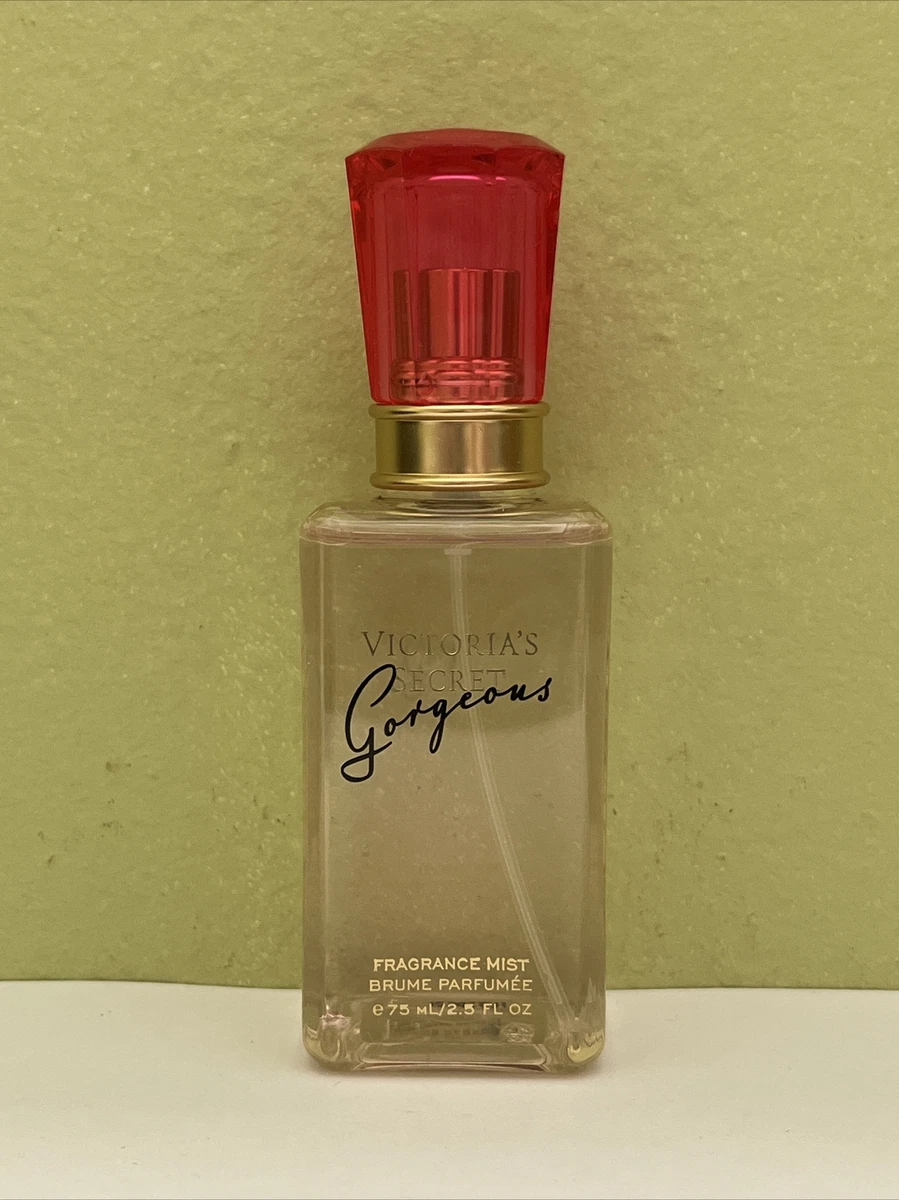 VICTORIA'S
SECRET
Gorgeous
FRAGRANCE MIST
BRUME PARFUMÉE
℮75 mL/2.5 FL OZ